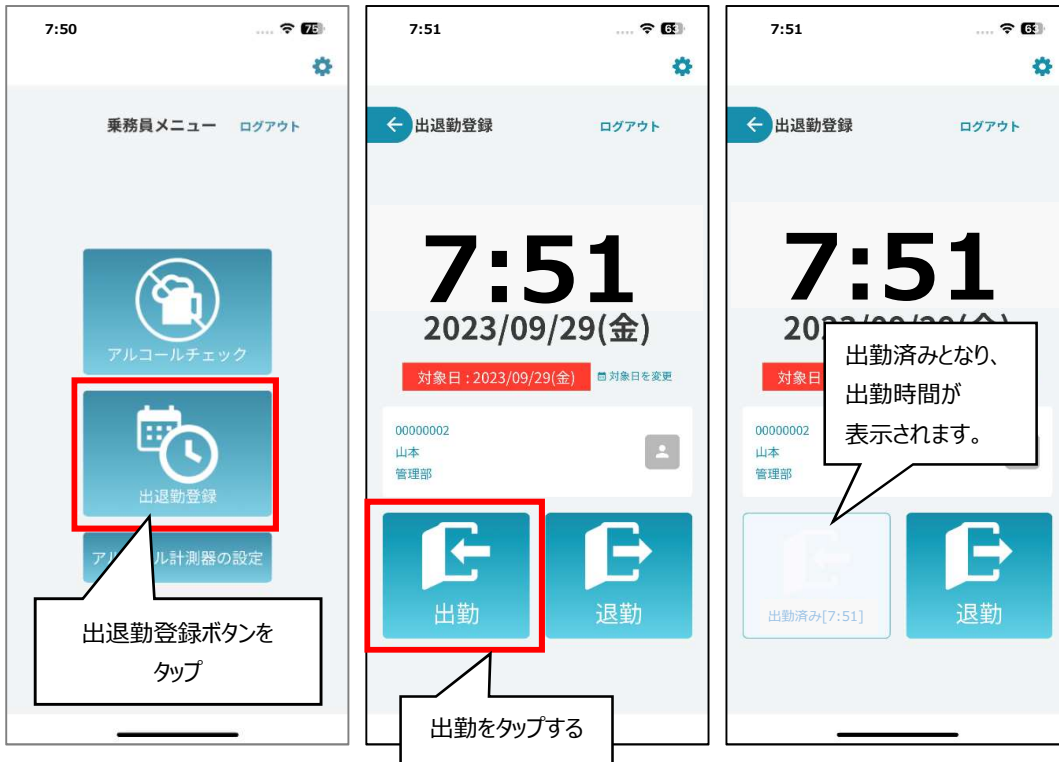 7:50
75
乗務員メニュー ログアウト
アルコールチェック
出退勤登録
アル
ル計測器の設定
出退勤登録ボタンを
タップ
7:51
63
出退勤登録 ログアウト
7:51
2023/09/29(金)
対象日 : 2023/09/29(金) 対象日を変更
00000002
山本
管理部
出勤 退勤
出勤をタップする
7:51
63
出退勤登録 ログアウト
7:51
対象日
出勤済みとなり、
出勤時間が
表示されます。
00000002
山本
管理部
出勤済み[7:51] 退勤